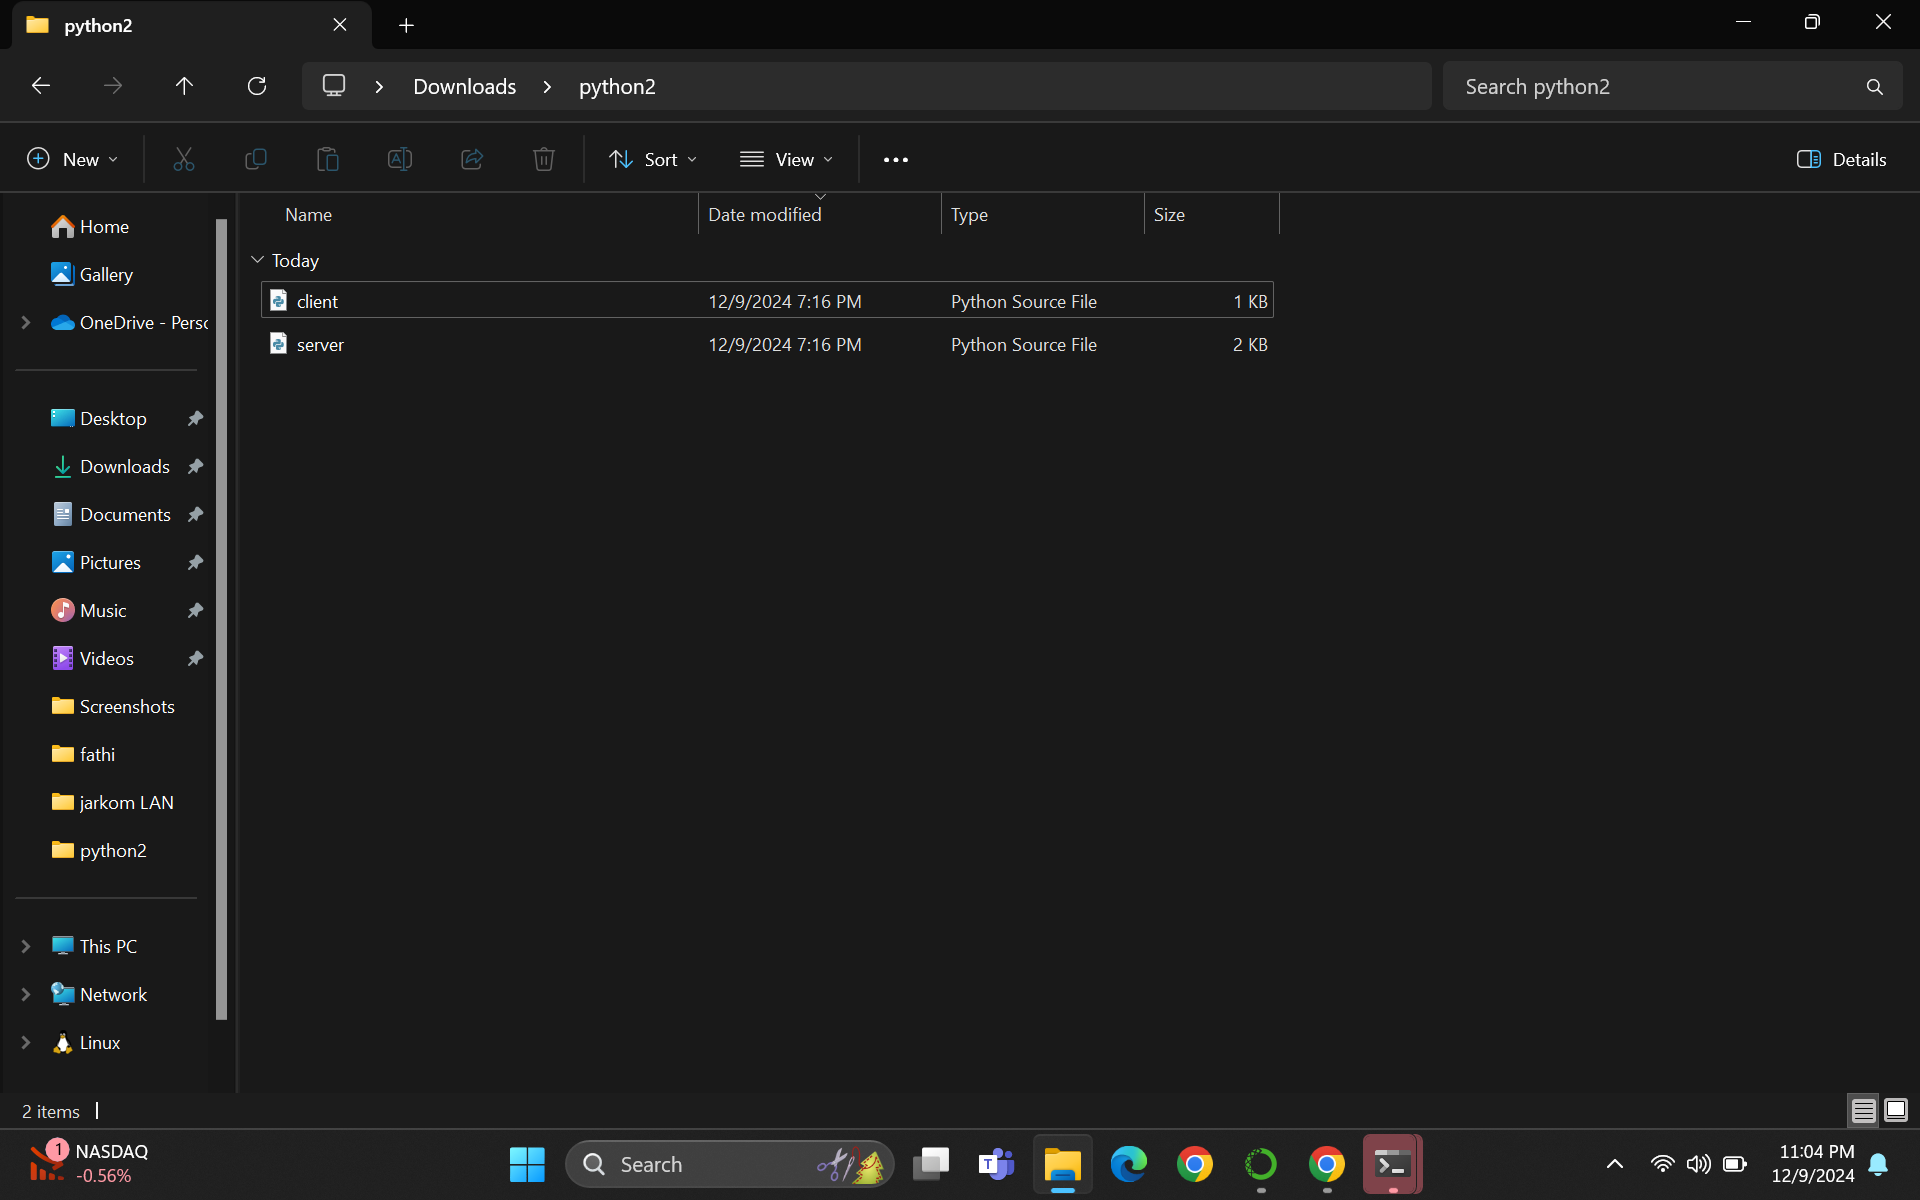 python2
Downloads
python2
Search python2
New
Sort
View
Details
Name
Date modified
Type
Size
Home
Gallery
OneDrive - Perso
Today
client
12/9/2024 7:16 PM
Python Source File
1 KB
server
12/9/2024 7:16 PM
Python Source File
2 KB
Desktop
Downloads
Documents
Pictures
Music
Videos
Screenshots
fathi
jarkom LAN
python2
This PC
Network
Linux
2 items
1
NASDAQ
-0.56%
Search
T
11:04 PM
12/9/2024